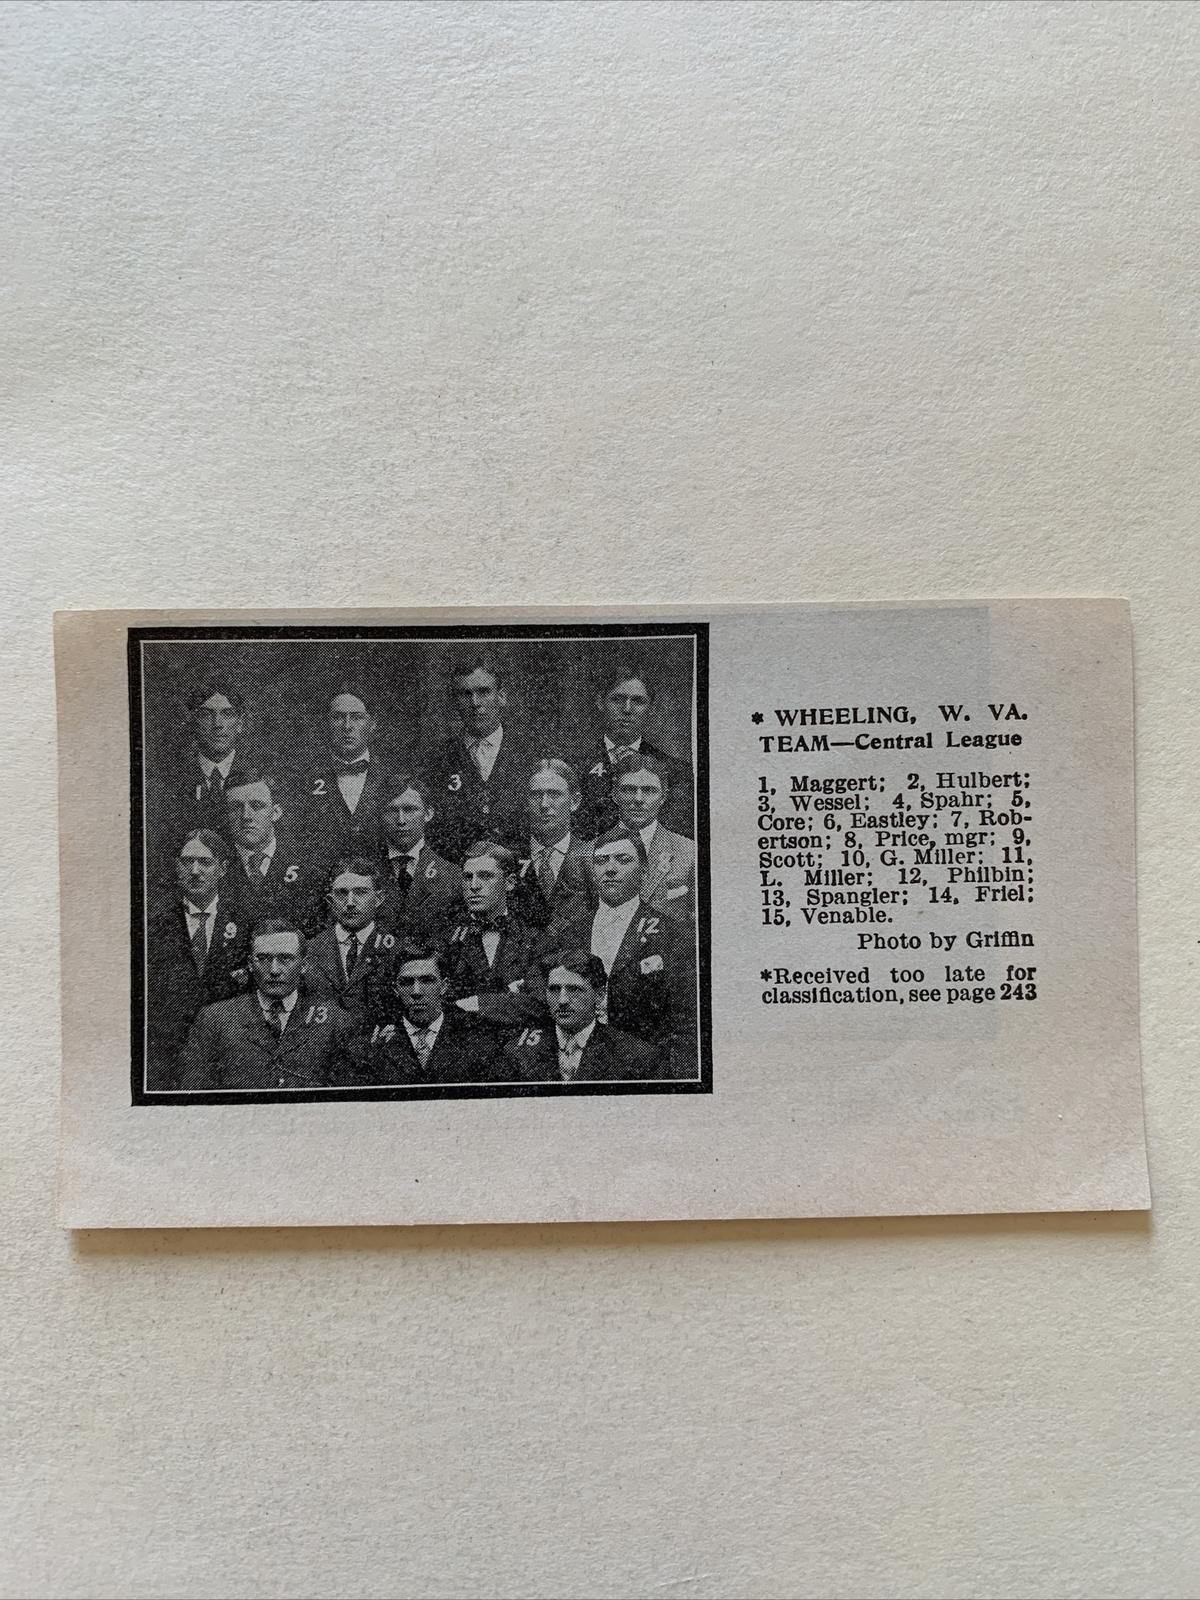 * WHEELING, W. VA.
TEAM—Central League
1, Maggert; 2, Hulbert;
3, Wessel; 4, Spahr; 5,
Core; 6, Eastley; 7, Rob-
ertson; 8, Price, mgr; 9,
Scott; 10, G. Miller; 11,
L. Miller; 12, Philbin;
13, Spangler; 14, Friel;
15, Venable.
Photo by Griffin
*Received too late for
classification, see page 243
1
2
3
4
5
6
7
8
9
10
11
12
13
14
15